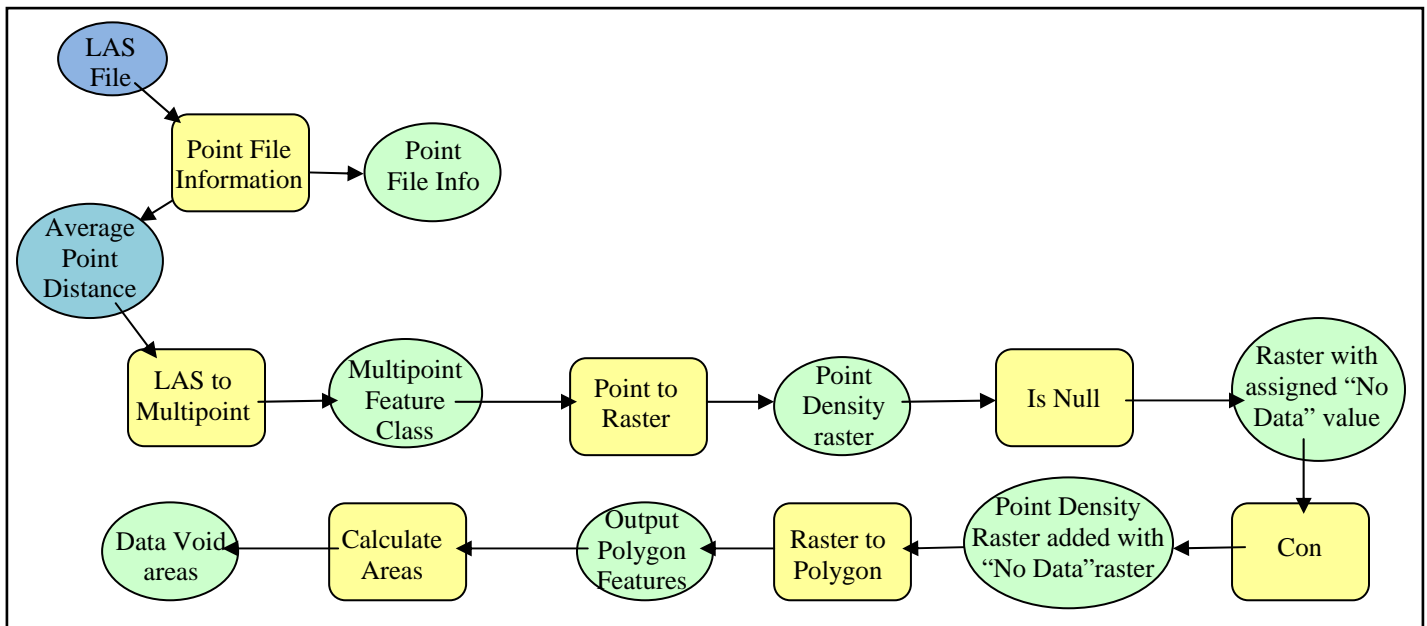 LAS
File
Point File
Information
Point
File Info
Average
Point
Distance
LAS to
Multipoint
Multipoint
Feature
Class
Point to
Raster
Point
Density
raster
Is Null
Raster with
assigned “No
Data” value
Con
Point Density
Raster added with
“No Data”raster
Raster to
Polygon
Output
Polygon
Features
Calculate
Areas
Data Void
areas